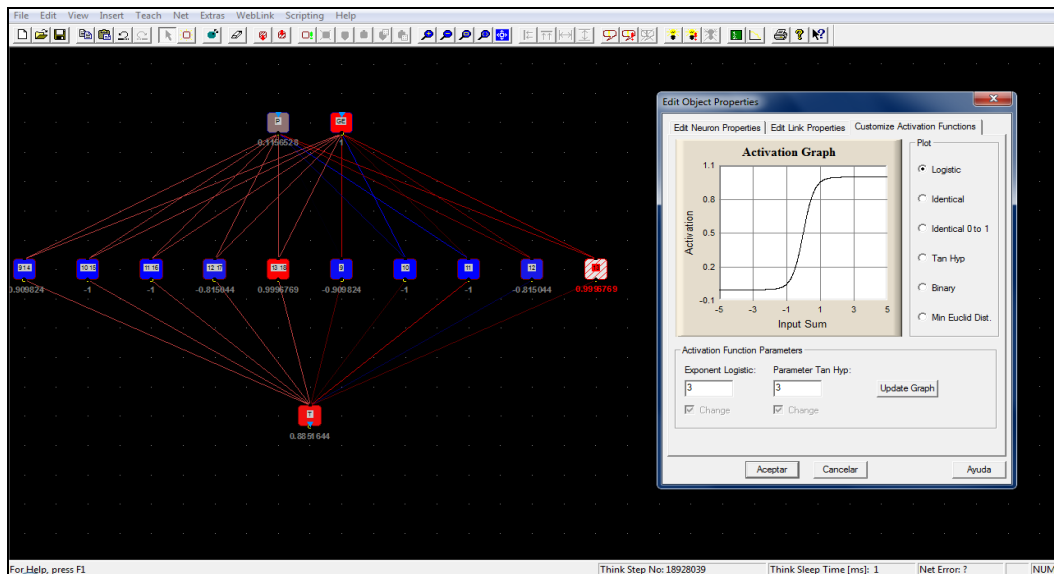 File Edit View Insert Teach Net Extras WebLink Scripting Help
P GE
0.1156528 1
Edit Object Properties
Edit Neuron Properties Edit Link Properties Customize Activation Functions
Activation Graph
Activation
1.1
0.8
0.5
0.2
-0.1
-5 -3 -1 1 3 5
Input Sum
Plot
Logistic
Identical
Identical 0 to 1
Tan Hyp
Binary
Min Euclid Dist.
9:14 10:15 11:16 12:17 13:18 9 10 11 12
0.909824 -1 -1 -0.815044 0.9996769 -0.909824 -1 -1 -0.815044 0.9996769
Activation Function Parameters
Exponent Logistic: Parameter Tan Hyp:
3 3 Update Graph
Change Change
T
0.8851644
Aceptar Cancelar Ayuda
For Help, press F1 Think Step No: 18928039 Think Sleep Time [ms]: 1 Net Error: ? NUM